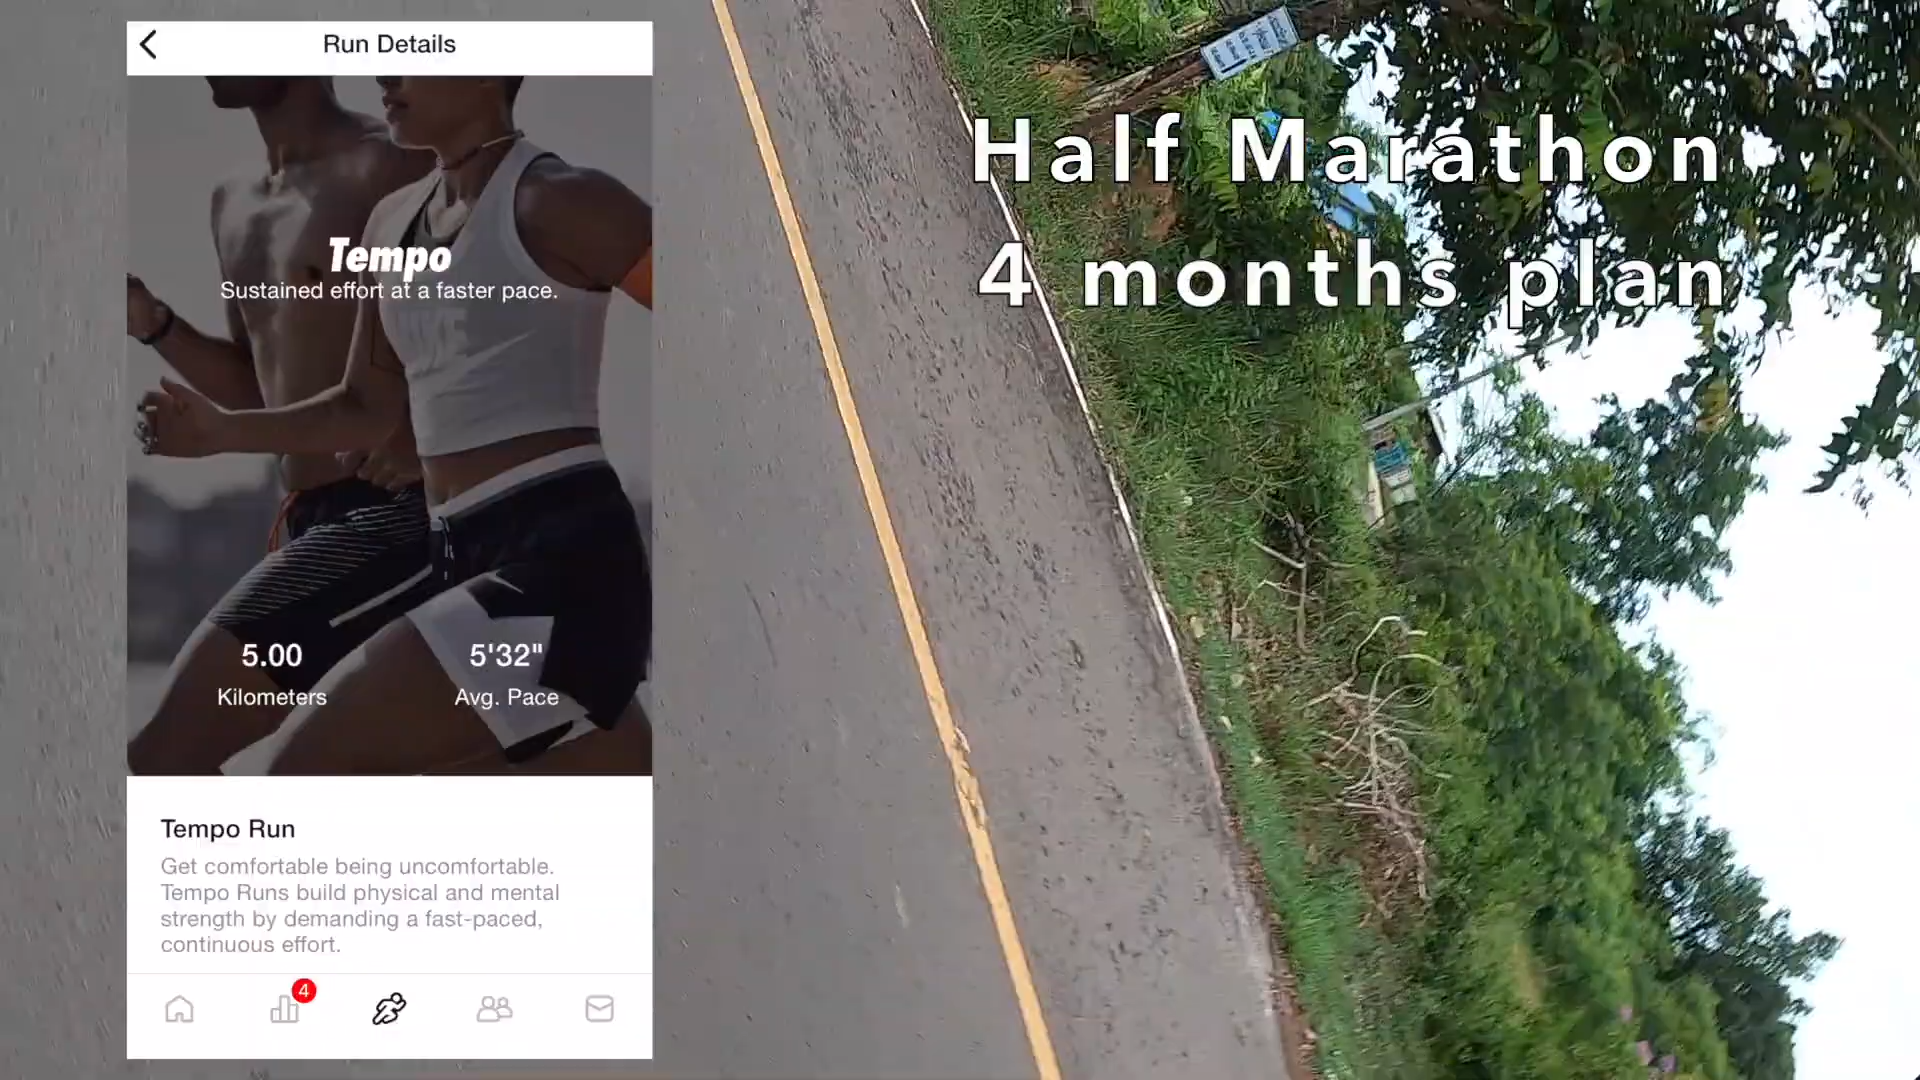 Run Details
Half Marathon
4 months plan
Tempo
Sustained effort at a faster pace.
5.00
5'32"
Kilometers
Avg. Pace
Tempo Run
Get comfortable being uncomfortable.
Tempo Runs build physical and mental
strength by demanding a fast-paced,
continuous effort.
4